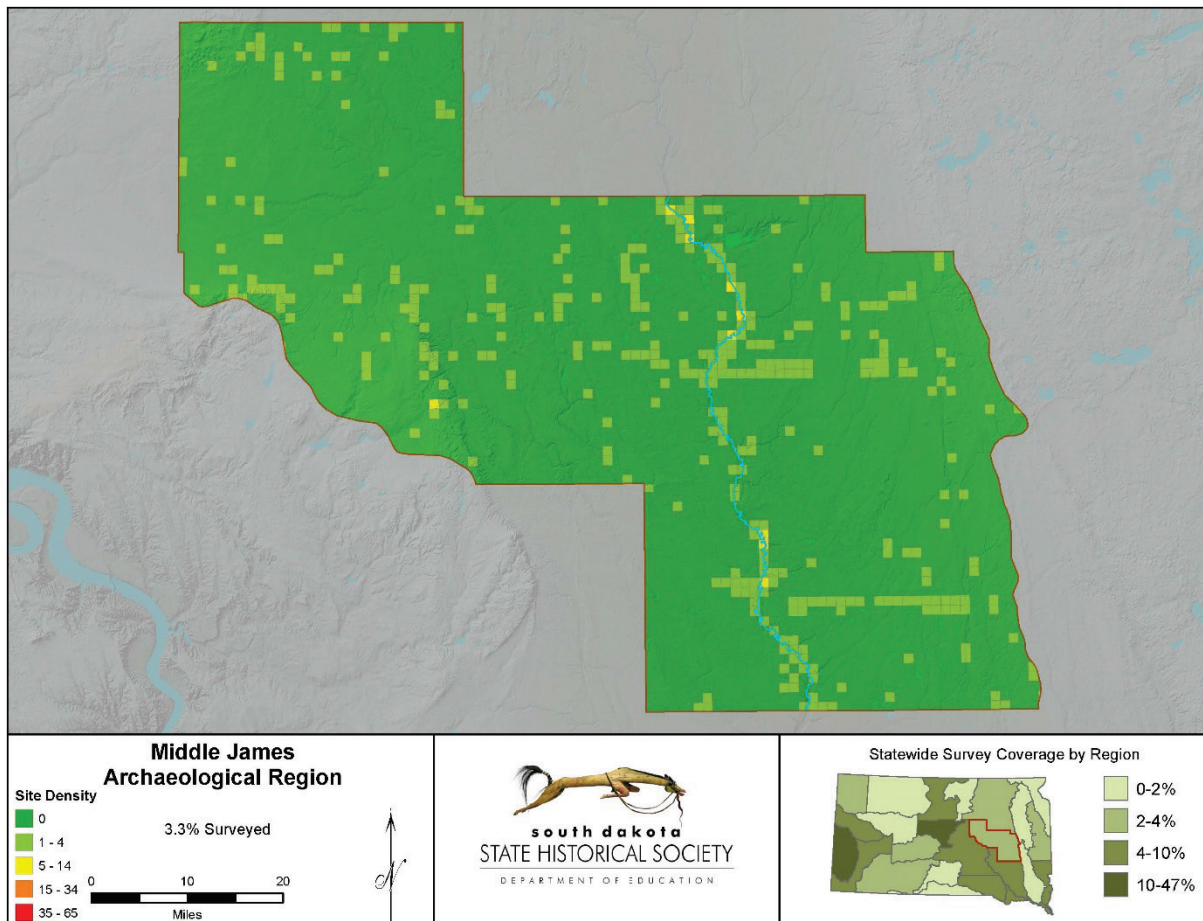 Middle James
Archaeological Region
Site Density
0
1 - 4
5 - 14
15 - 34
35 - 65
3.3% Surveyed
0 10 20
Miles
N
south dakota
STATE HISTORICAL SOCIETY
DEPARTMENT OF EDUCATION
Statewide Survey Coverage by Region
0-2%
2-4%
4-10%
10-47%